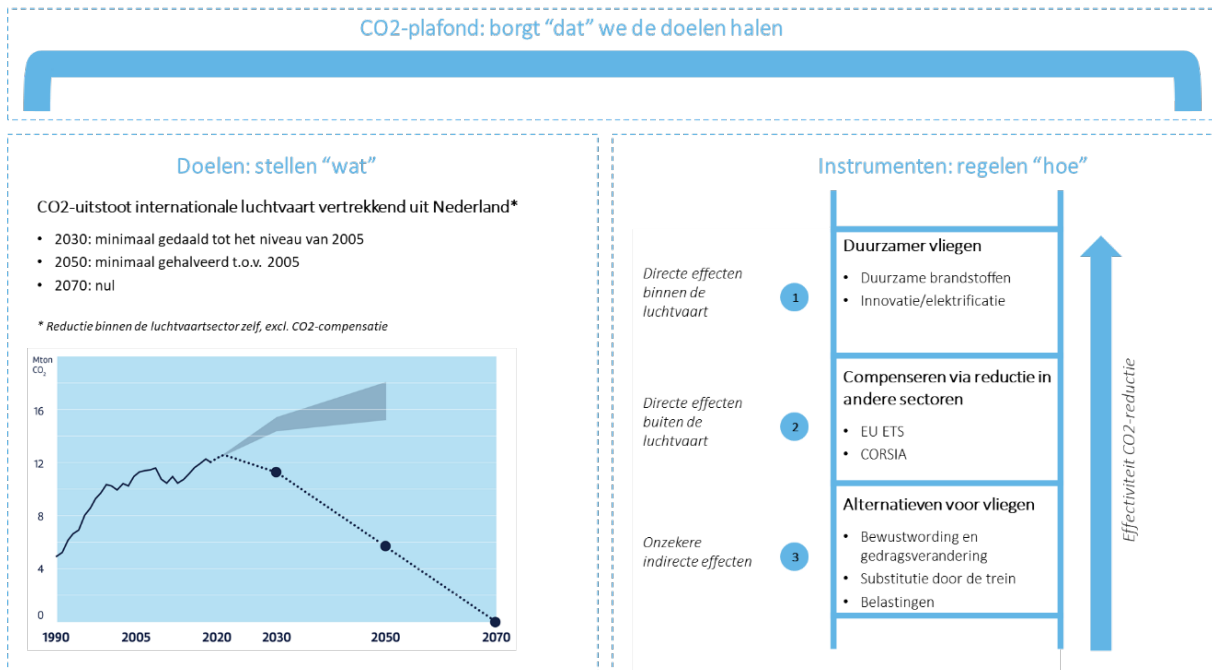 CO2-plafond: borgt “dat” we de doelen halen
Doelen: stellen “wat”
CO2-uitstoot internationale luchtvaart vertrekkend uit Nederland*
• 2030: minimaal gedaald tot het niveau van 2005
• 2050: minimaal gehalveerd t.o.v. 2005
• 2070: nul
* Reductie binnen de luchtvaartsector zelf, excl. CO2-compensatie
Mton
CO2
16
12
8
4
0
1990 2005 2020 2030 2050 2070
Instrumenten: regelen “hoe”
Directe effecten
binnen de
luchtvaart
1
Duurzamer vliegen
• Duurzame brandstoffen
• Innovatie/elektrificatie
Directe effecten
buiten de
luchtvaart
2
Compenseren via reductie in
andere sectoren
• EU ETS
• CORSIA
Onzekere
indirecte effecten
3
Alternatieven voor vliegen
• Bewustwording en
gedragsverandering
• Substitutie door de trein
• Belastingen
Effectiviteit CO2-reductie